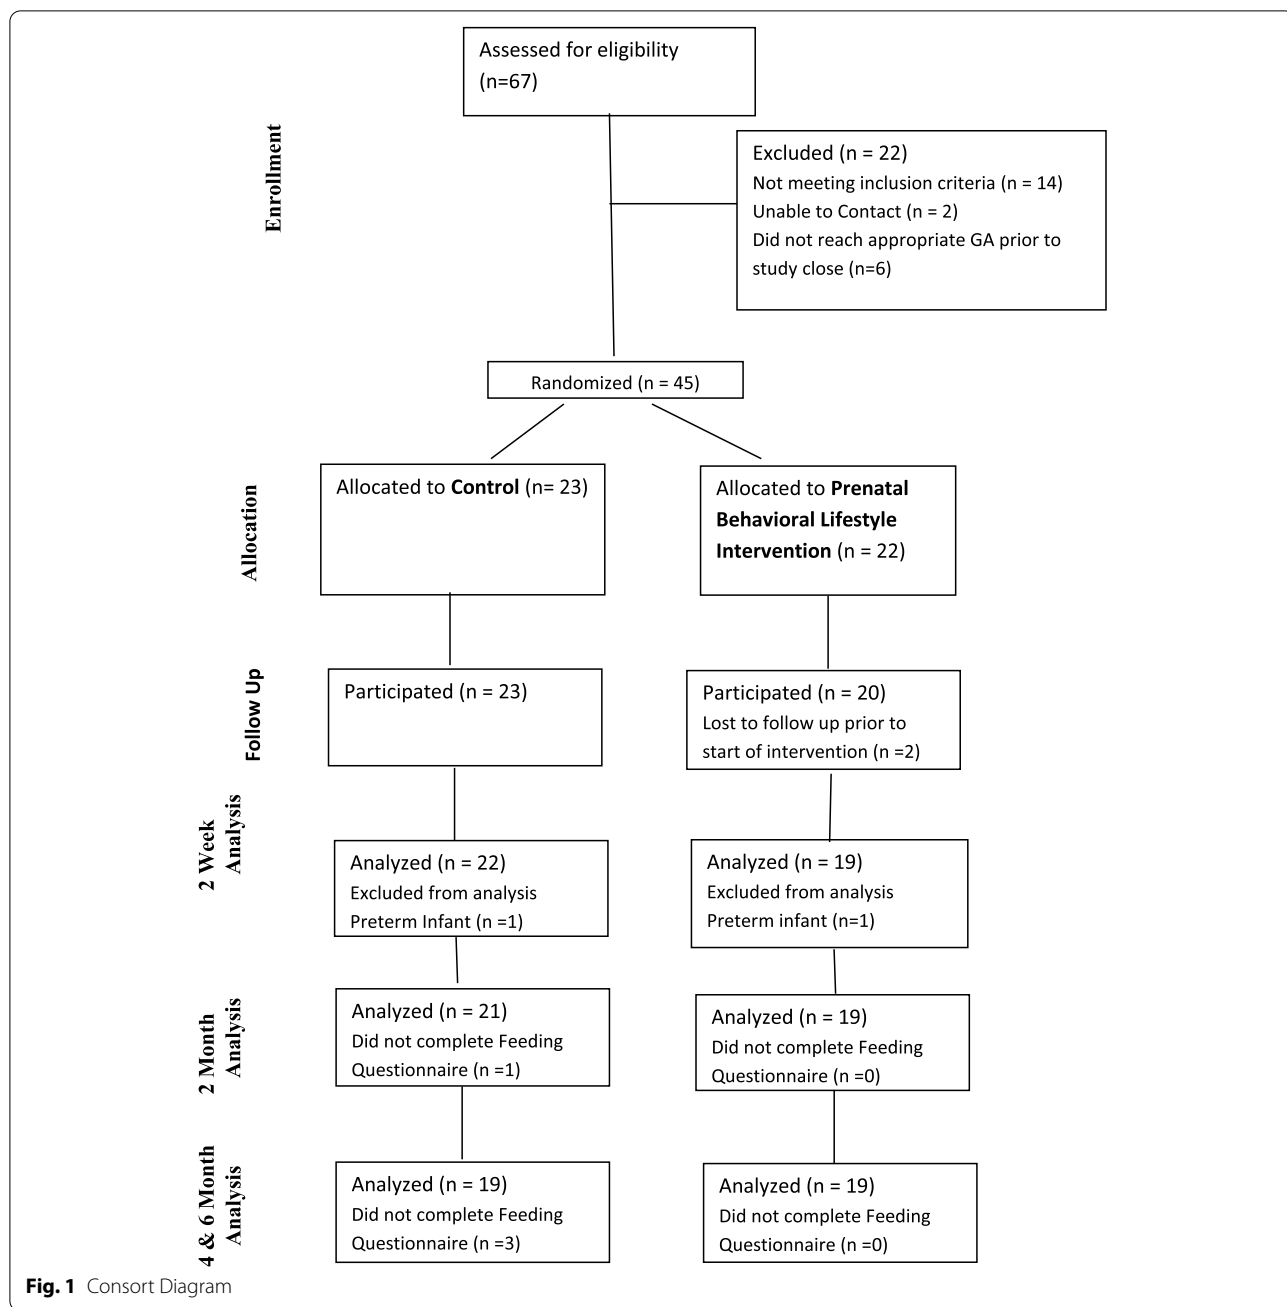 Assessed for eligibility
(n=67)
Enrollment
Excluded (n = 22)
Not meeting inclusion criteria (n = 14)
Unable to Contact (n = 2)
Did not reach appropriate GA prior to
study close (n=6)
Randomized (n = 45)
Allocation
Allocated to Control (n= 23)
Allocated to Prenatal
Behavioral Lifestyle
Intervention (n = 22)
Follow Up
Participated (n = 23)
Participated (n = 20)
Lost to follow up prior to
start of intervention (n =2)
2 Week
Analysis
Analyzed (n = 22)
Excluded from analysis
Preterm Infant (n =1)
Analyzed (n = 19)
Excluded from analysis
Preterm infant (n=1)
2 Month
Analysis
Analyzed (n = 21)
Did not complete Feeding
Questionnaire (n =1)
Analyzed (n = 19)
Did not complete Feeding
Questionnaire (n =0)
4 & 6 Month
Analysis
Analyzed (n = 19)
Did not complete Feeding
Questionnaire (n =3)
Analyzed (n = 19)
Did not complete Feeding
Questionnaire (n =0)
Fig. 1 Consort Diagram